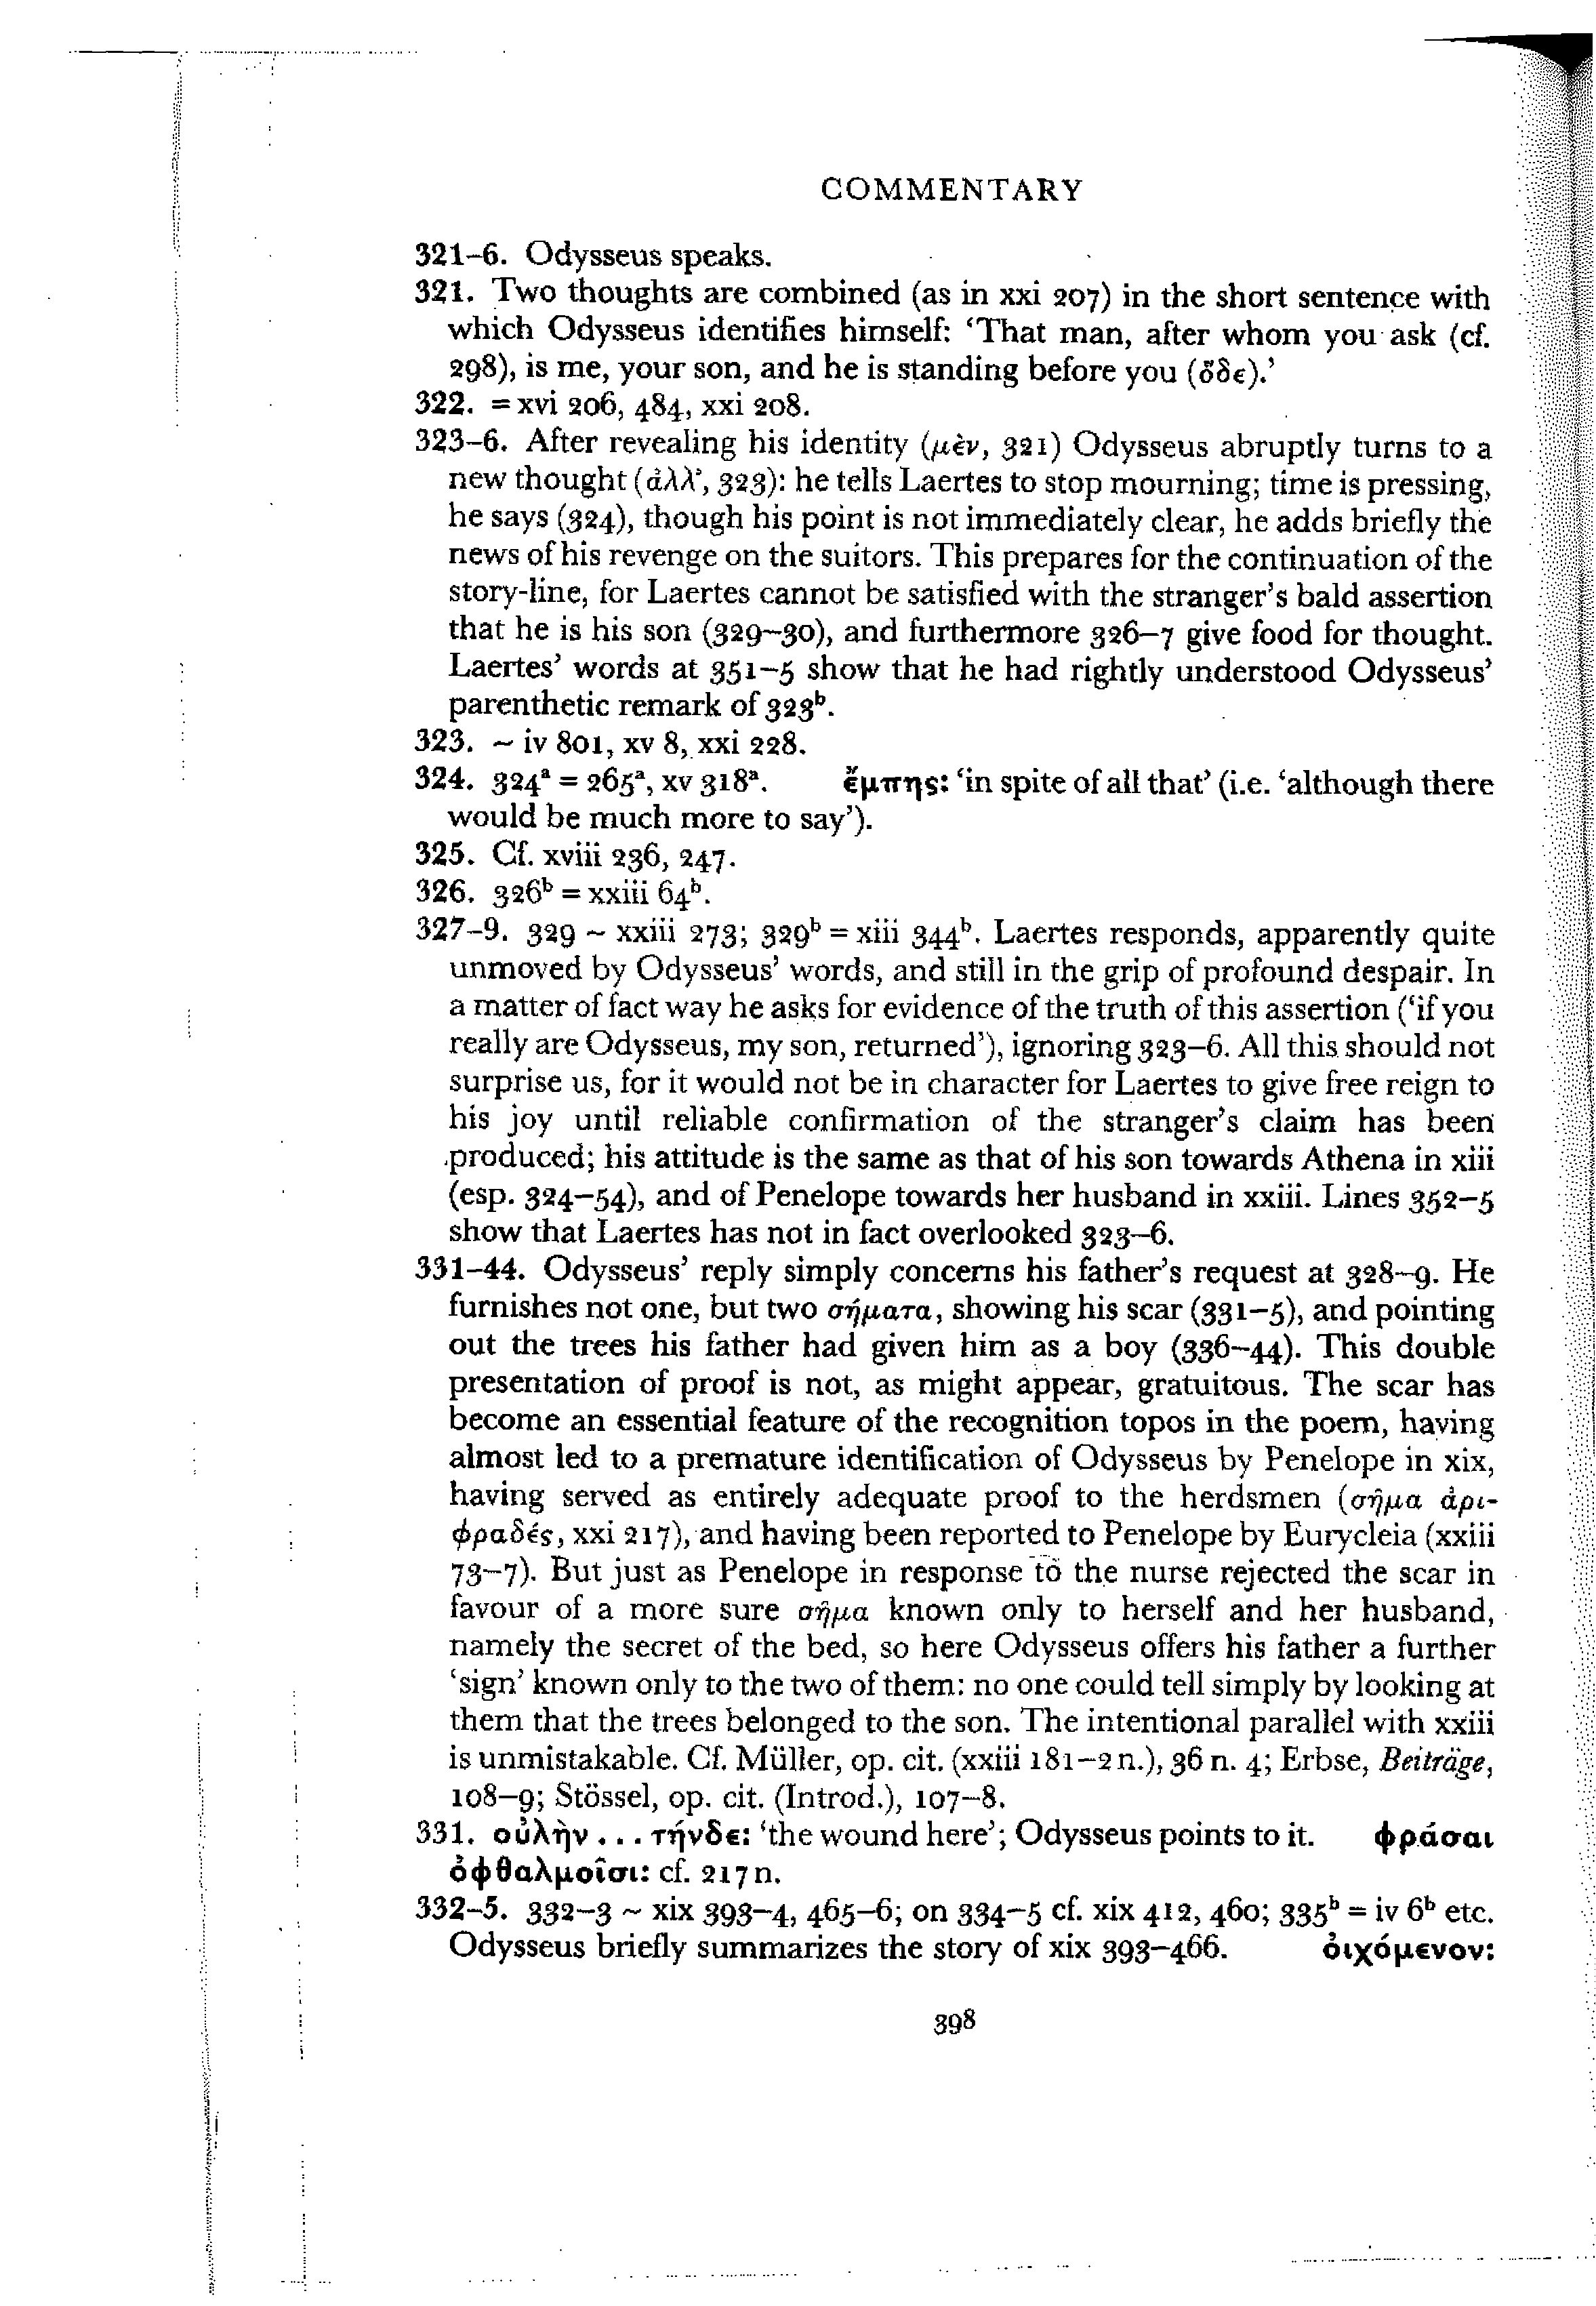 COMMENTARY
321–6. Odysseus speaks.
321. Two thoughts are combined (as in xxi 207) in the short sentence with
which Odysseus identifies himself: ‘That man, after whom you ask (cf.
298), is me, your son, and he is standing before you (ὅδε).’
322. = xvi 206, 484, xxi 208.
323–6. After revealing his identity (μὲν, 321) Odysseus abruptly turns to a
new thought (ἀλλ’, 323): he tells Laertes to stop mourning; time is pressing,
he says (324), though his point is not immediately clear, he adds briefly the
news of his revenge on the suitors. This prepares for the continuation of the
story-line, for Laertes cannot be satisfied with the stranger’s bald assertion
that he is his son (329–30), and furthermore 326–7 give food for thought.
Laertes’ words at 351–5 show that he had rightly understood Odysseus’
parenthetic remark of 323ᵇ.
323. ~ iv 801, xv 8, xxi 228.
324. 324ᵃ = 265ᵃ, xv 318ᵃ. ἔμπης: ‘in spite of all that’ (i.e. ‘although there
would be much more to say’).
325. Cf. xviii 236, 247.
326. 326ᵇ = xxiii 64ᵇ.
327–9. 329 ~ xxiii 273; 329ᵇ = xiii 344ᵇ. Laertes responds, apparently quite
unmoved by Odysseus’ words, and still in the grip of profound despair. In
a matter of fact way he asks for evidence of the truth of this assertion (‘if you
really are Odysseus, my son, returned’), ignoring 323–6. All this should not
surprise us, for it would not be in character for Laertes to give free reign to
his joy until reliable confirmation of the stranger’s claim has been
produced; his attitude is the same as that of his son towards Athena in xiii
(esp. 324–54), and of Penelope towards her husband in xxiii. Lines 352–5
show that Laertes has not in fact overlooked 323–6.
331–44. Odysseus’ reply simply concerns his father’s request at 328–9. He
furnishes not one, but two σήματα, showing his scar (331–5), and pointing
out the trees his father had given him as a boy (336–44). This double
presentation of proof is not, as might appear, gratuitous. The scar has
become an essential feature of the recognition topos in the poem, having
almost led to a premature identification of Odysseus by Penelope in xix,
having served as entirely adequate proof to the herdsmen (σῆμα ἀρι-
φραδές, xxi 217), and having been reported to Penelope by Eurycleia (xxiii
73–7). But just as Penelope in response to the nurse rejected the scar in
favour of a more sure σῆμα known only to herself and her husband,
namely the secret of the bed, so here Odysseus offers his father a further
‘sign’ known only to the two of them: no one could tell simply by looking at
them that the trees belonged to the son. The intentional parallel with xxiii
is unmistakable. Cf. Müller, op. cit. (xxiii 181–2 n.), 36 n. 4; Erbse, Beiträge,
108–9; Stössel, op. cit. (Introd.), 107–8.
331. οὐλὴν . . . τήνδε: ‘the wound here’; Odysseus points to it. φράσαι
ὀφθαλμοῖσι: cf. 217 n.
332–5. 332–3 ~ xix 393–4, 465–6; on 334–5 cf. xix 412, 460; 335ᵇ = iv 6ᵇ etc.
Odysseus briefly summarizes the story of xix 393–466. οἰχόμενον:
398